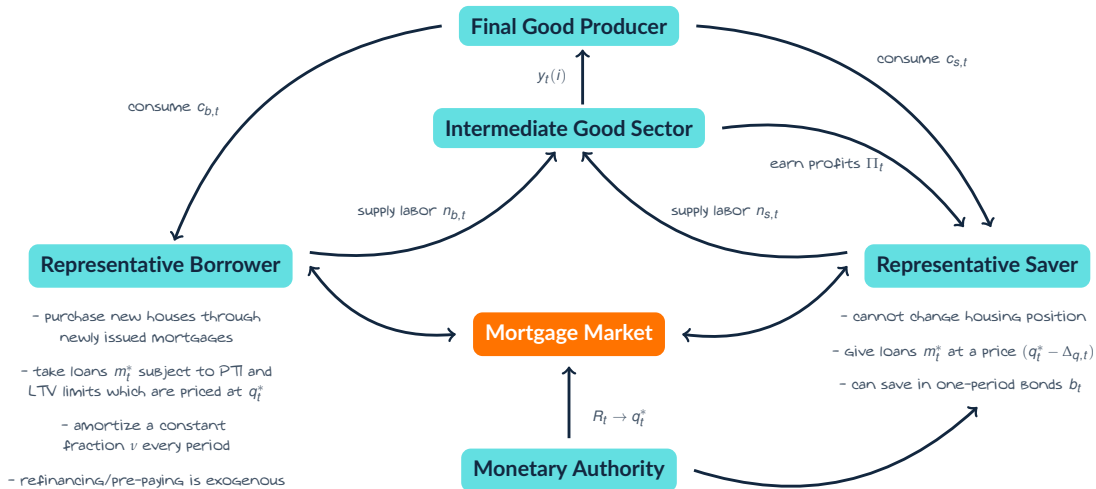 Final Good Producer
consume c_{s,t}
y_t(i)
consume c_{b,t}
Intermediate Good Sector
earn profits Π_t
supply labor n_{b,t}
supply labor n_{s,t}
Representative Borrower
Representative Saver
- purchase new houses through
newly issued mortgages
- take loans m_t^* subject to PTI and
LTV limits which are priced at q_t^*
- amortize a constant
fraction ν every period
- refinancing/pre-paying is exogenous
Mortgage Market
- cannot change housing position
- give loans m_t^* at a price (q_t^* − Δ_{q,t})
- can save in one-period bonds b_t
R_t → q_t^*
Monetary Authority